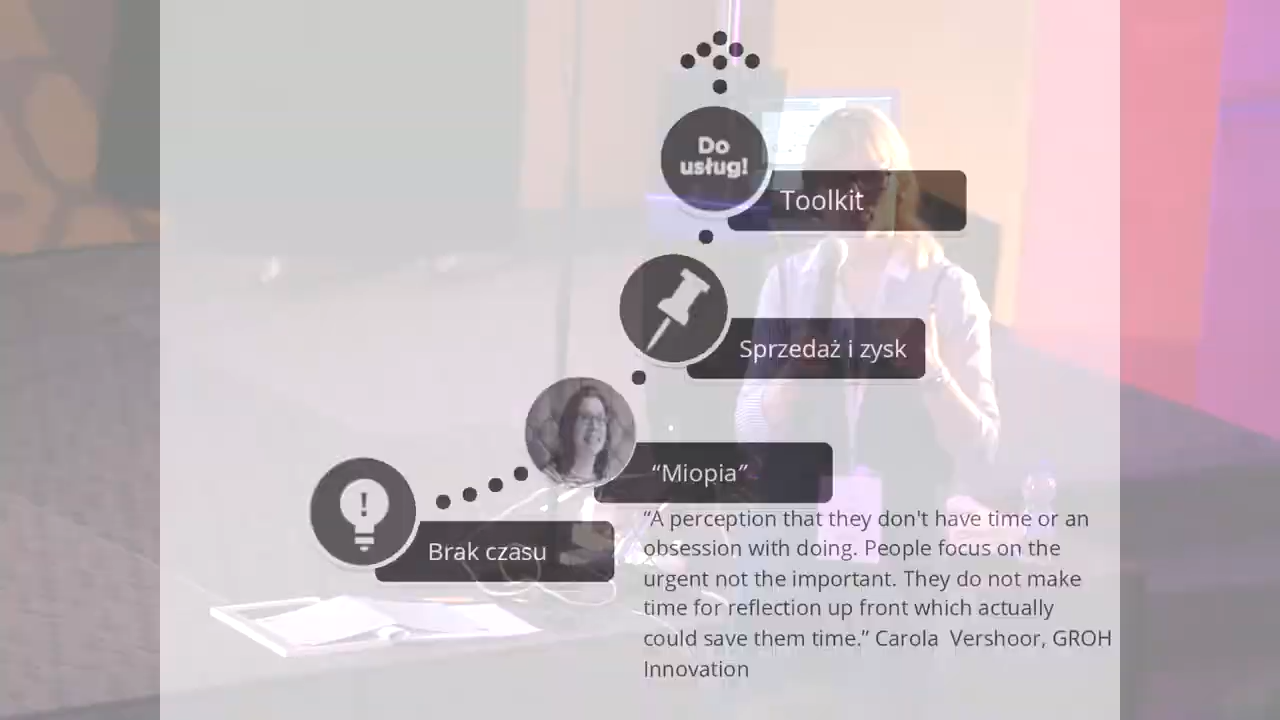 Do
usług!
Toolkit
Sprzedaż i zysk
“Miopia”
Brak czasu
“A perception that they don't have time or an
obsession with doing. People focus on the
urgent not the important. They do not make
time for reflection up front which actually
could save them time.” Carola Vershoor, GROH
Innovation